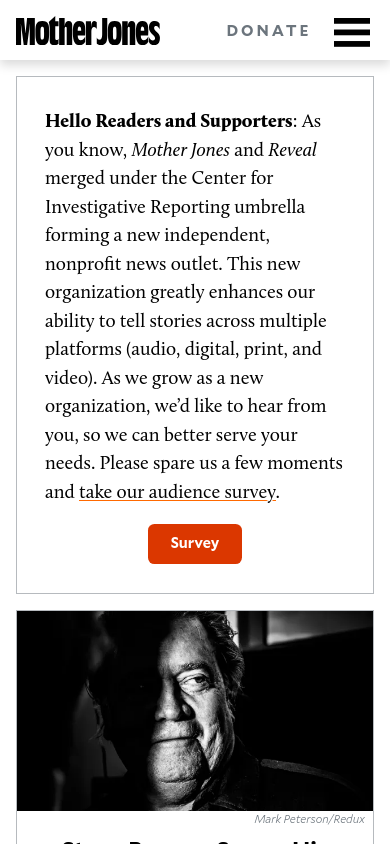 Mother Jones
DONATE
Hello Readers and Supporters: As
you know, Mother Jones and Reveal
merged under the Center for
Investigative Reporting umbrella
forming a new independent,
nonprofit news outlet. This new
organization greatly enhances our
ability to tell stories across multiple
platforms (audio, digital, print, and
video). As we grow as a new
organization, we’d like to hear from
you, so we can better serve your
needs. Please spare us a few moments
and take our audience survey.
Survey
Mark Peterson/Redux